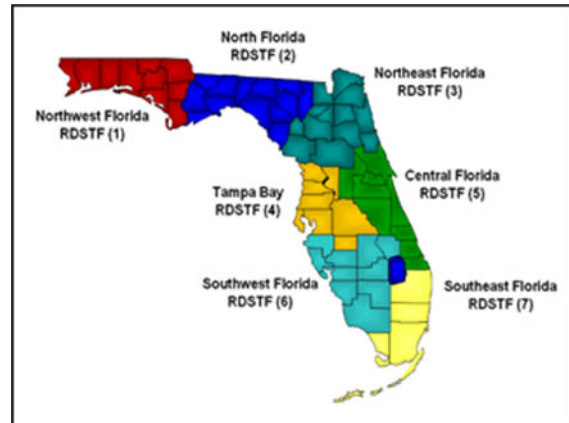 North Florida
RDSTF (2)
Northeast Florida
RDSTF (3)
Northwest Florida
RDSTF (1)
Central Florida
RDSTF (5)
Tampa Bay
RDSTF (4)
Southwest Florida
RDSTF (6)
Southeast Florida
RDSTF (7)